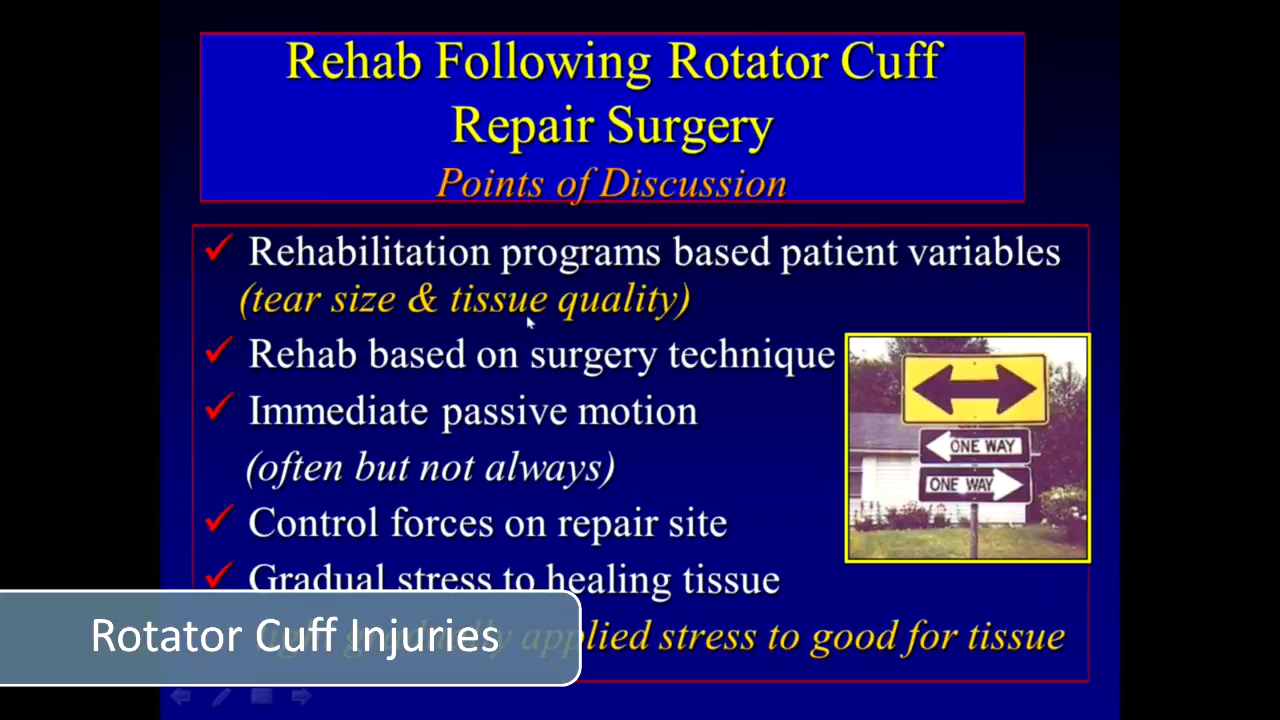 Rehab Following Rotator Cuff
Repair Surgery
Points of Discussion
✓ Rehabilitation programs based patient variables
(tear size & tissue quality)
✓ Rehab based on surgery technique
✓ Immediate passive motion
(often but not always)
✓ Control forces on repair site
✓ Gradual stress to healing tissue
applied stress to good for tissue
ONE WAY
ONE WAY
Rotator Cuff Injuries